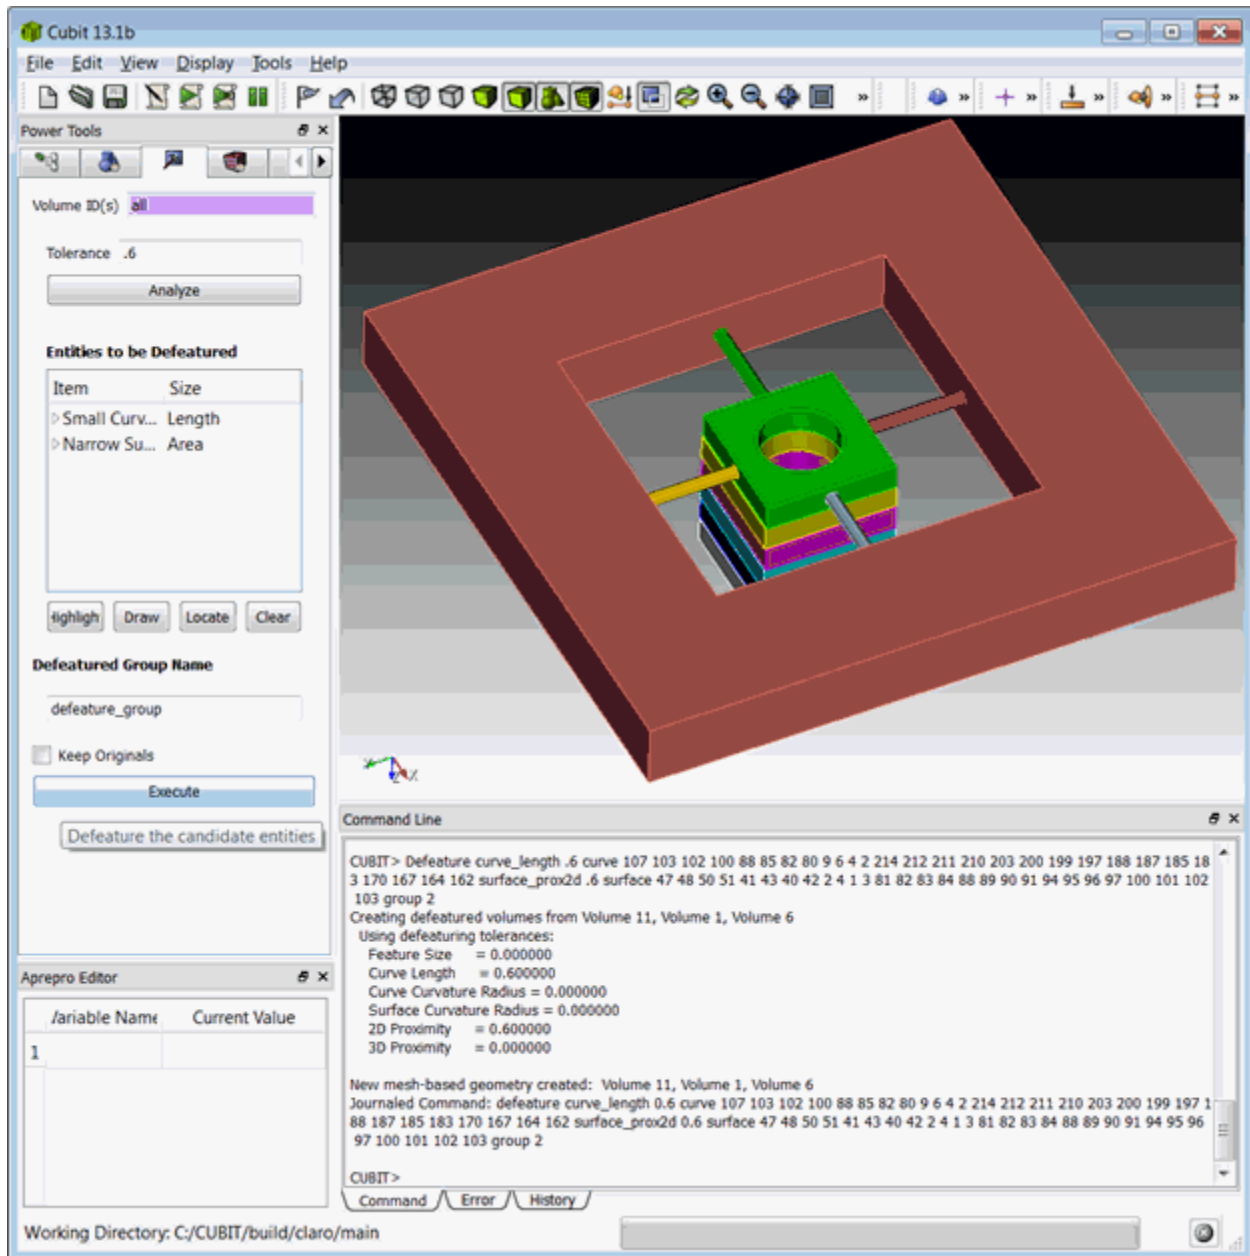 Cubit 13.1b
File Edit View Display Tools Help
Power Tools
Volume ID(s) all
Tolerance .6
Analyze
Entities to be Defeatured
Item Size
Small Curv... Length
Narrow Su... Area
Highligh Draw Locate Clear
Defeatured Group Name
defeature_group
Keep Originals
Execute
Defeature the candidate entities
Aprepro Editor
Variable Name Current Value
1
Z X
Command Line
CUBIT> Defeature curve_length .6 curve 107 103 102 100 88 85 82 80 9 6 4 2 214 212 211 210 203 200 199 197 188 187 185 18
3 170 167 164 162 surface_prox2d .6 surface 47 48 50 51 41 43 40 42 2 4 1 3 81 82 83 84 88 89 90 91 94 95 96 97 100 101 102
103 group 2
Creating defeatured volumes from Volume 11, Volume 1, Volume 6
Using defeaturing tolerances:
Feature Size = 0.000000
Curve Length = 0.600000
Curve Curvature Radius = 0.000000
Surface Curvature Radius = 0.000000
2D Proximity = 0.600000
3D Proximity = 0.000000
New mesh-based geometry created: Volume 11, Volume 1, Volume 6
Journaled Command: defeature curve_length 0.6 curve 107 103 102 100 88 85 82 80 9 6 4 2 214 212 211 210 203 200 199 197 1
88 187 185 183 170 167 164 162 surface_prox2d 0.6 surface 47 48 50 51 41 43 40 42 2 4 1 3 81 82 83 84 88 89 90 91 94 95 96
97 100 101 102 103 group 2
CUBIT>
Command Error History
Working Directory: C:/CUBIT/build/claro/main